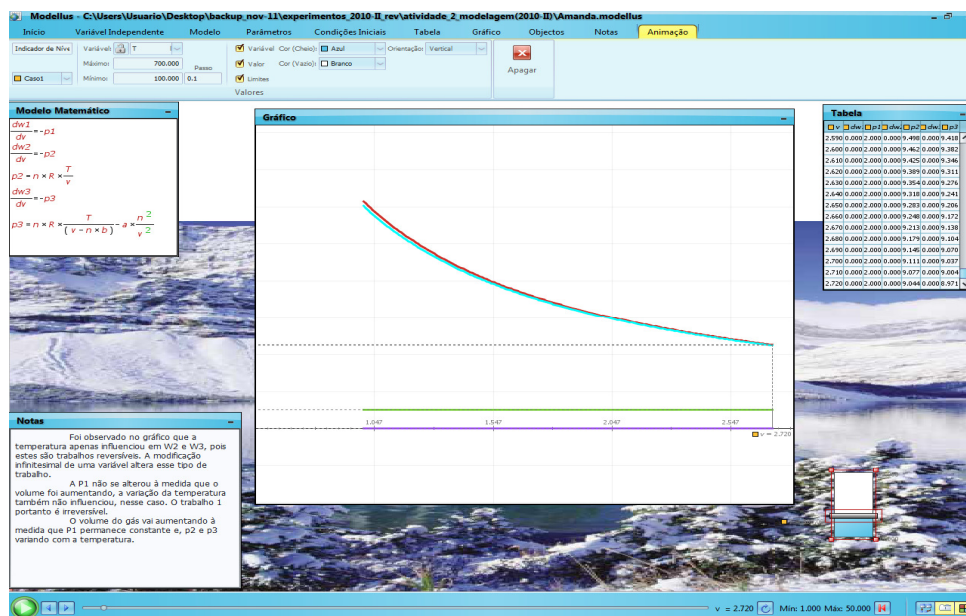 Modellus - C:\Users\Usuario\Desktop\backup_nov-11\experimentos_2010-II_rev\atividade_2_modelagem(2010-II)\Amanda.modellus
Início Variável Independente Modelo Parâmetros Condições Iniciais Tabela Gráfico Objectos Notas Animação
Indicador de Níve Variável: T Variável Cor (Cheio): Azul Orientação: Vertical
Máximo: 700.000 Passo Valor Cor (Vazio): Branco
Caso1 Mínimo: 100.000 0.1 Limites
Apagar
Valores
Modelo Matemático
dw1/dv = -p1
dw2/dv = -p2
p2 = n × R × T/v
dw3/dv = -p3
p3 = n × R × T/(v - n × b) - a × n^2/v^2
Gráfico
1.047 1.547 2.047 2.547
v = 2.720
Tabela
v dw. p1 dw. p2 dw. p3
2.590 0.000 2.000 0.000 9.498 0.000 9.418
2.600 0.000 2.000 0.000 9.462 0.000 9.382
2.610 0.000 2.000 0.000 9.425 0.000 9.346
2.620 0.000 2.000 0.000 9.389 0.000 9.311
2.630 0.000 2.000 0.000 9.354 0.000 9.276
2.640 0.000 2.000 0.000 9.318 0.000 9.241
2.650 0.000 2.000 0.000 9.283 0.000 9.206
2.660 0.000 2.000 0.000 9.248 0.000 9.172
2.670 0.000 2.000 0.000 9.213 0.000 9.138
2.680 0.000 2.000 0.000 9.179 0.000 9.104
2.690 0.000 2.000 0.000 9.145 0.000 9.070
2.700 0.000 2.000 0.000 9.111 0.000 9.037
2.710 0.000 2.000 0.000 9.077 0.000 9.004
2.720 0.000 2.000 0.000 9.044 0.000 8.971
Notas
Foi observado no gráfico que a
temperatura apenas influenciou em W2 e W3, pois
estes são trabalhos reversíveis. A modificação
infinitesimal de uma variável altera esse tipo de
trabalho.
A P1 não se alterou à medida que o
volume foi aumentando, a variação da temperatura
também não influenciou, nesse caso. O trabalho 1
portanto é irreversível.
O volume do gás vai aumentando à
medida que P1 permanece constante e, p2 e p3
variando com a temperatura.
v = 2.720 Min: 1.000 Máx: 50.000